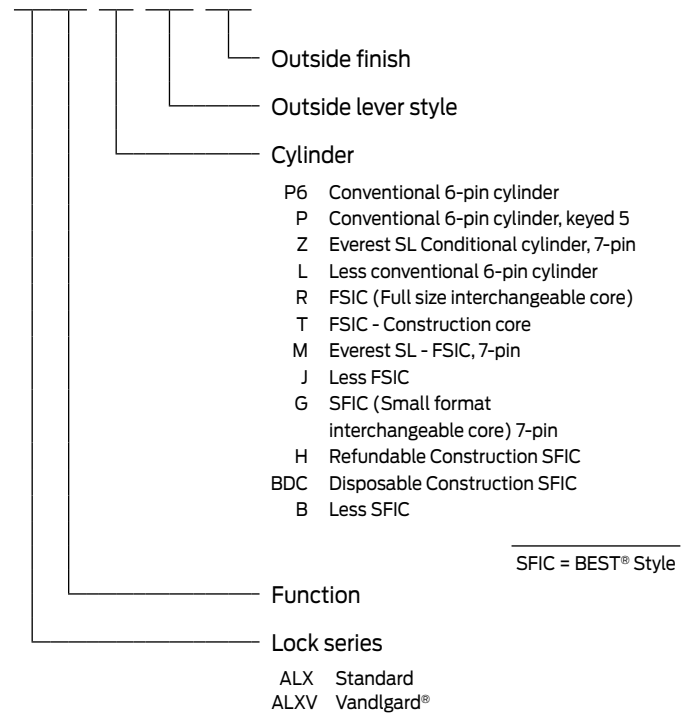 Outside finish
Outside lever style
Cylinder
P6 Conventional 6-pin cylinder
P Conventional 6-pin cylinder, keyed 5
Z Everest SL Conditional cylinder, 7-pin
L Less conventional 6-pin cylinder
R FSIC (Full size interchangeable core)
T FSIC - Construction core
M Everest SL - FSIC, 7-pin
J Less FSIC
G SFIC (Small format
interchangeable core) 7-pin
H Refundable Construction SFIC
BDC Disposable Construction SFIC
B Less SFIC
SFIC = BEST® Style
Function
Lock series
ALX Standard
ALXV Vandlgard®